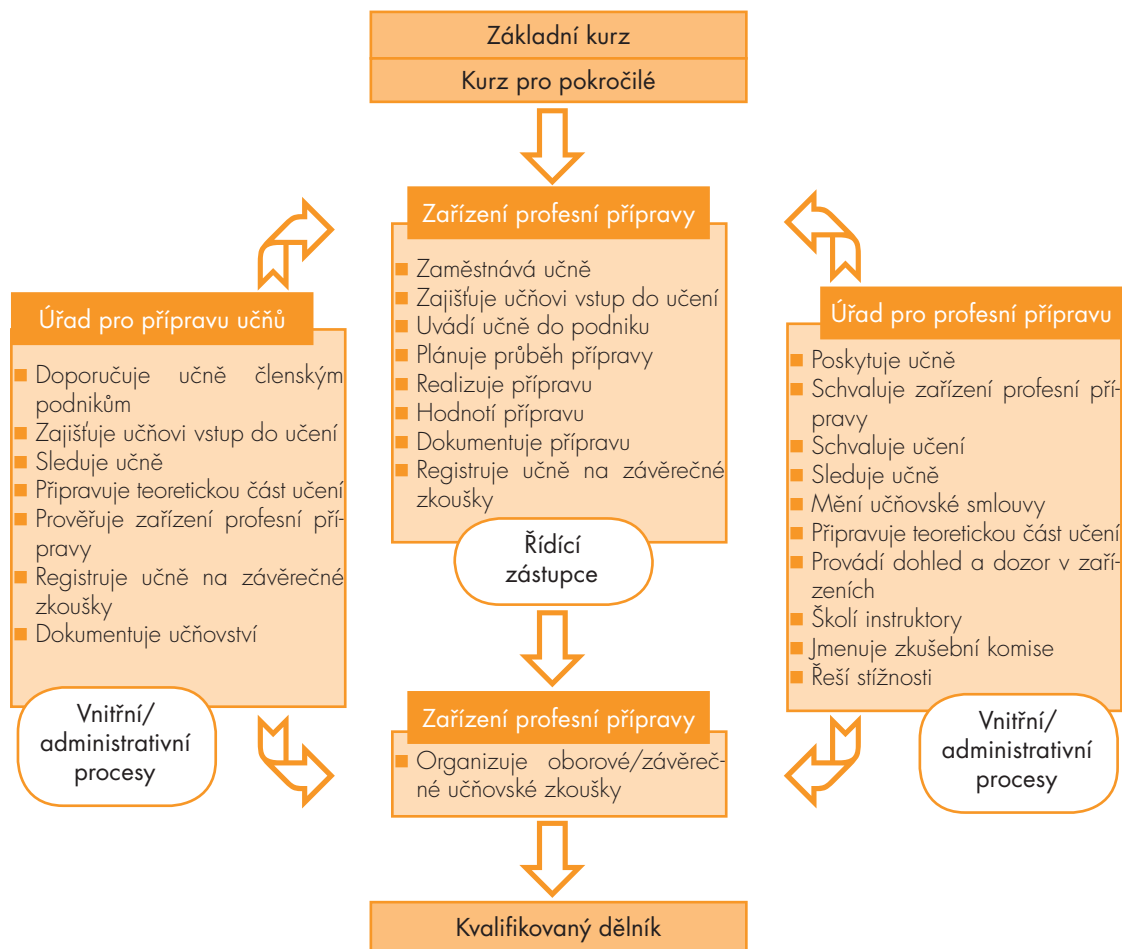 Základní kurz
Kurz pro pokročilé
Zařízení profesní přípravy
Zaměstnává učně
Zajišťuje učňovi vstup do učení
Uvádí učně do podniku
Plánuje průběh přípravy
Realizuje přípravu
Hodnotí přípravu
Dokumentuje přípravu
Registruje učně na závěrečné
zkoušky
Řídící
zástupce
Úřad pro přípravu učňů
Doporučuje učně členským
podnikům
Zajišťuje učňovi vstup do učení
Sleduje učně
Připravuje teoretickou část učení
Prověřuje zařízení profesní pří-
pravy
Registruje učně na závěrečné
zkoušky
Dokumentuje učňovství
Vnitřní/
administrativní
procesy
Úřad pro profesní přípravu
Poskytuje učně
Schvaluje zařízení profesní pří-
pravy
Schvaluje učení
Sleduje učně
Mění učňovské smlouvy
Připravuje teoretickou část učení
Provádí dohled a dozor v zaří-
zeních
Školí instruktory
Jmenuje zkušební komise
Řeší stížnosti
Vnitřní/
administrativní
procesy
Zařízení profesní přípravy
Organizuje oborové/závěreč-
né učňovské zkoušky
Kvalifikovaný dělník